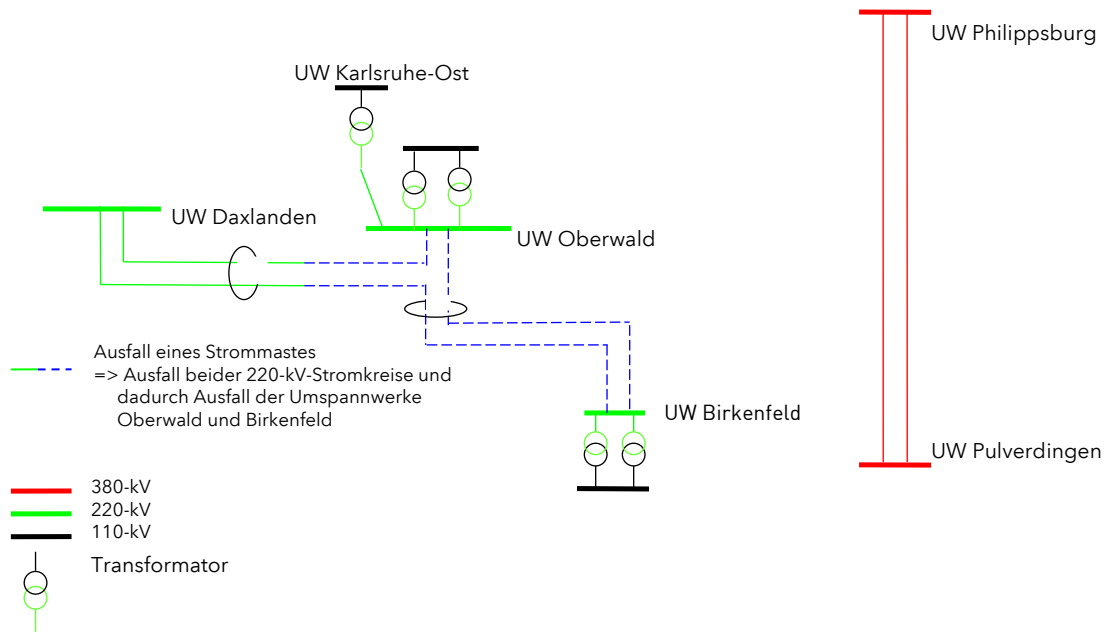 UW Philippsburg
UW Karlsruhe-Ost
UW Daxlanden
UW Oberwald
Ausfall eines Strommastes
=> Ausfall beider 220-kV-Stromkreise und
dadurch Ausfall der Umspannwerke
Oberwald und Birkenfeld
UW Birkenfeld
UW Pulverdingen
380-kV
220-kV
110-kV
Transformator